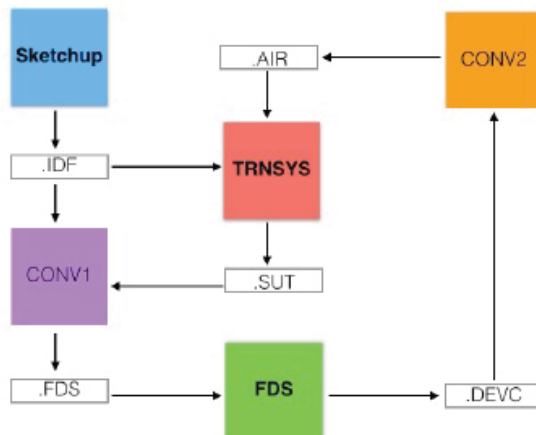 Sketchup
.AIR
CONV2
.IDF
TRNSYS
CONV1
.SUT
.FDS
FDS
.DEVC